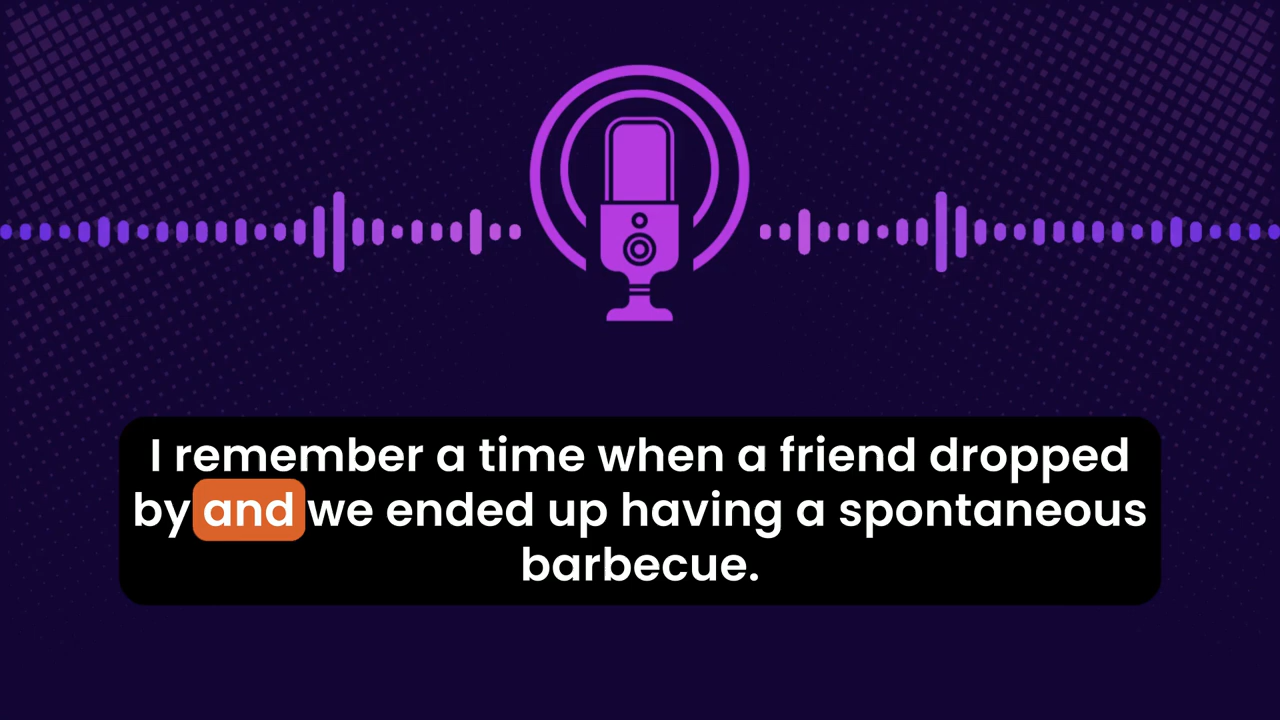 I remember a time when a friend dropped
by and we ended up having a spontaneous
barbecue.